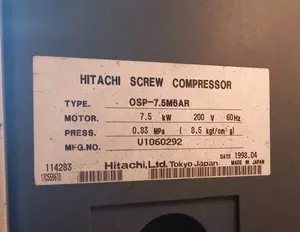 HITACHI SCREW COMPRESSOR
TYPE. OSP-7.5M6AR
MOTOR. 7.5 kW 200 V 60Hz
PRESS. 0.83 MPa ( 8.5 kgf/cm²g )
MFG.NO. U1060292
DATE 1998.04
114283 Hitachi,Ltd. Tokyo Japan MADE IN JAPAN